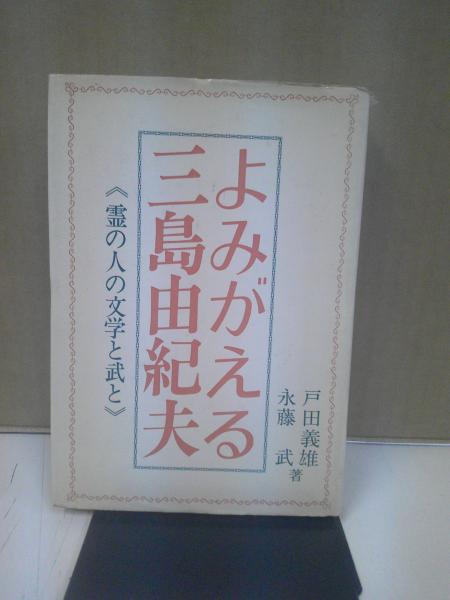 よみがえる
三島由紀夫
《霊の人の文学と武と》
戸田義雄
永藤 武 著